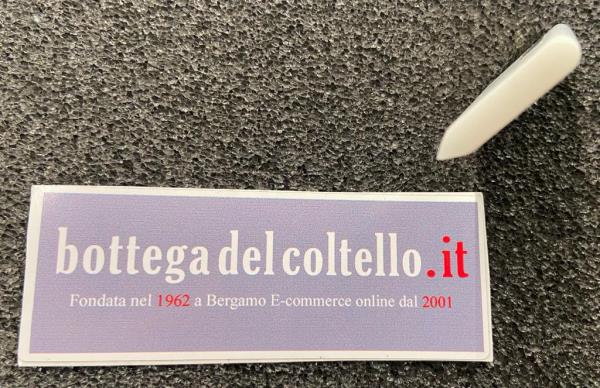 bottega del coltello.it
Fondata nel 1962 a Bergamo E-commerce online dal 2001